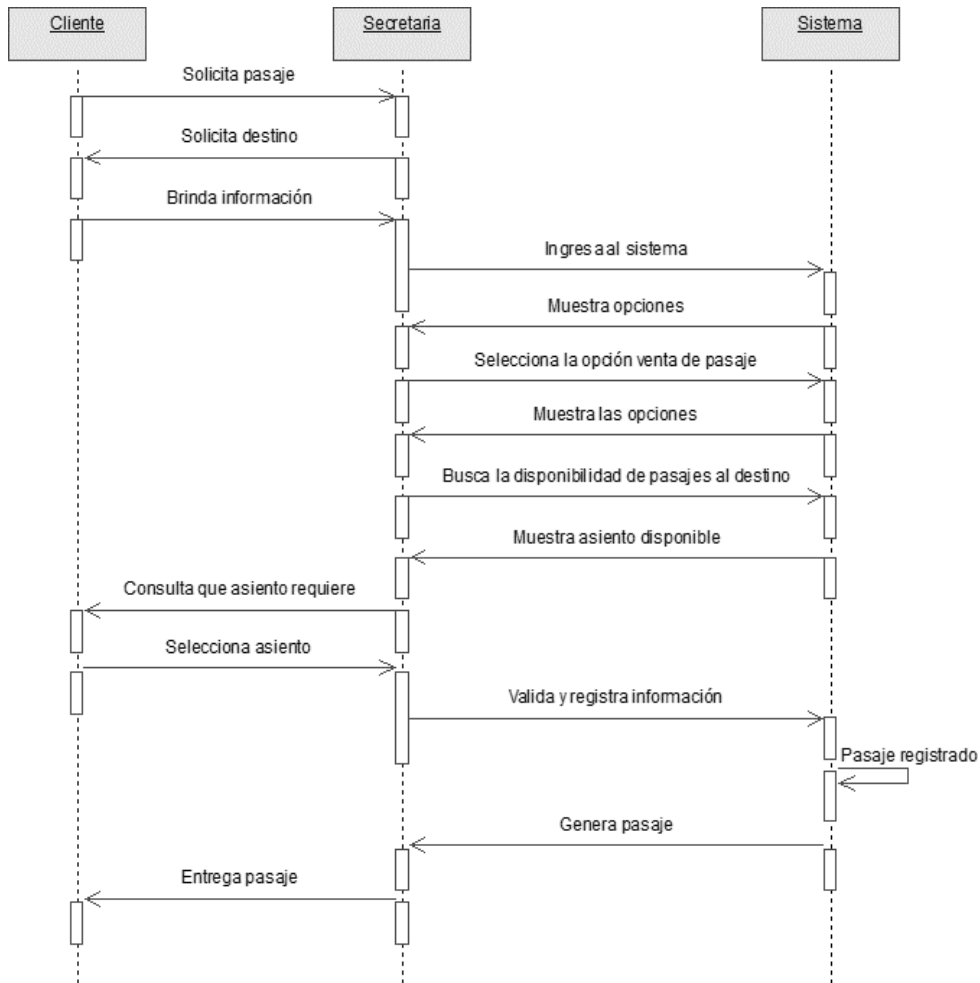 Cliente
Secretaria
Sistema
Solicita pasaje
Solicita destino
Brinda información
Ingresa al sistema
Muestra opciones
Selecciona la opción venta de pasaje
Muestra las opciones
Busca la disponibilidad de pasajes al destino
Muestra asiento disponible
Consulta que asiento requiere
Selecciona asiento
Valida y registra información
Pasaje registrado
Genera pasaje
Entrega pasaje